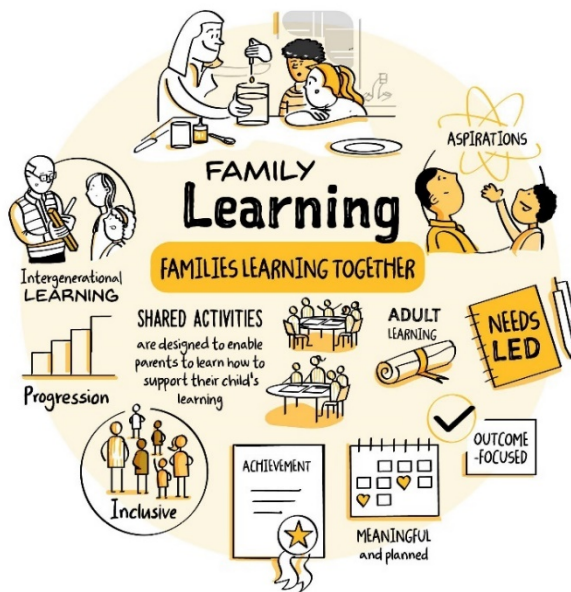 FAMILY
Learning
FAMILIES LEARNING TOGETHER
ASPIRATIONS
Intergenerational
LEARNING
SHARED ACTIVITIES
are designed to enable
parents to learn how to
support their child's
learning
ADULT
LEARNING
NEEDS
LED
Progression
OUTCOME
-FOCUSED
Inclusive
ACHIEVEMENT
MEANINGFUL
and planned